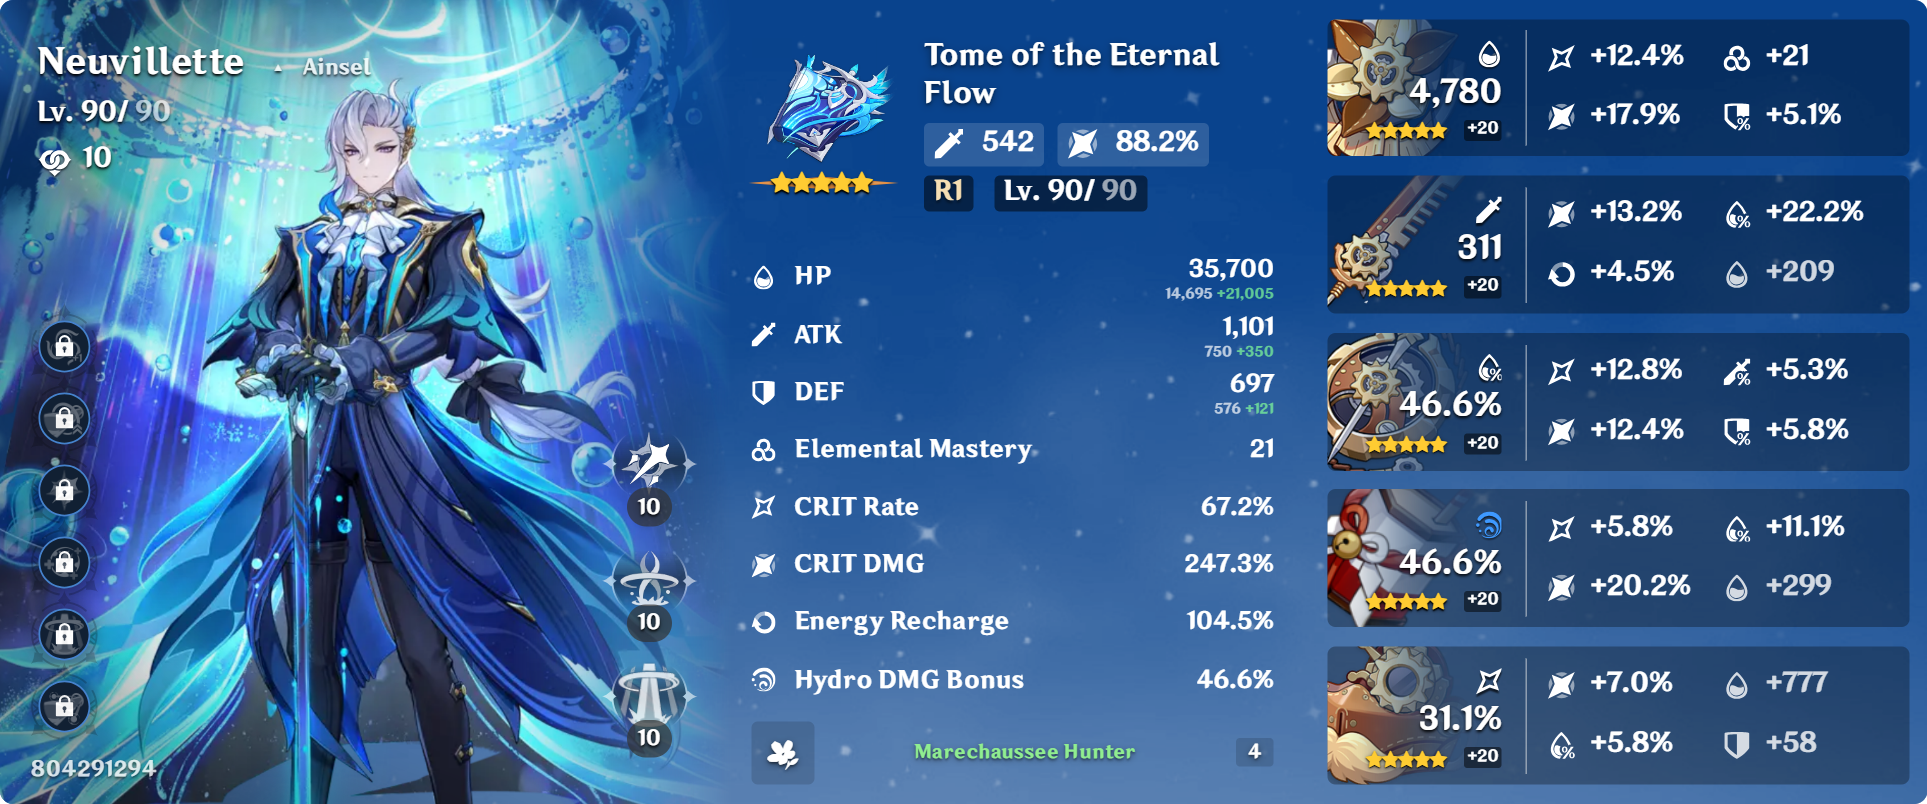 Neuvillette
Ainsel
Lv. 90/ 90
10
10
10
10
804291294
Tome of the Eternal
Flow
542 88.2%
R1 Lv. 90/ 90
HP 35,700
14,695 +21,005
ATK 1,101
750 +350
DEF 697
576 +121
Elemental Mastery 21
CRIT Rate 67.2%
CRIT DMG 247.3%
Energy Recharge 104.5%
Hydro DMG Bonus 46.6%
Marechaussee Hunter 4
4,780
+20
+12.4% +21
+17.9% +5.1%
311
+20
+13.2% +22.2%
+4.5% +209
46.6%
+20
+12.8% +5.3%
+12.4% +5.8%
46.6%
+20
+5.8% +11.1%
+20.2% +299
31.1%
+20
+7.0% +777
+5.8% +58